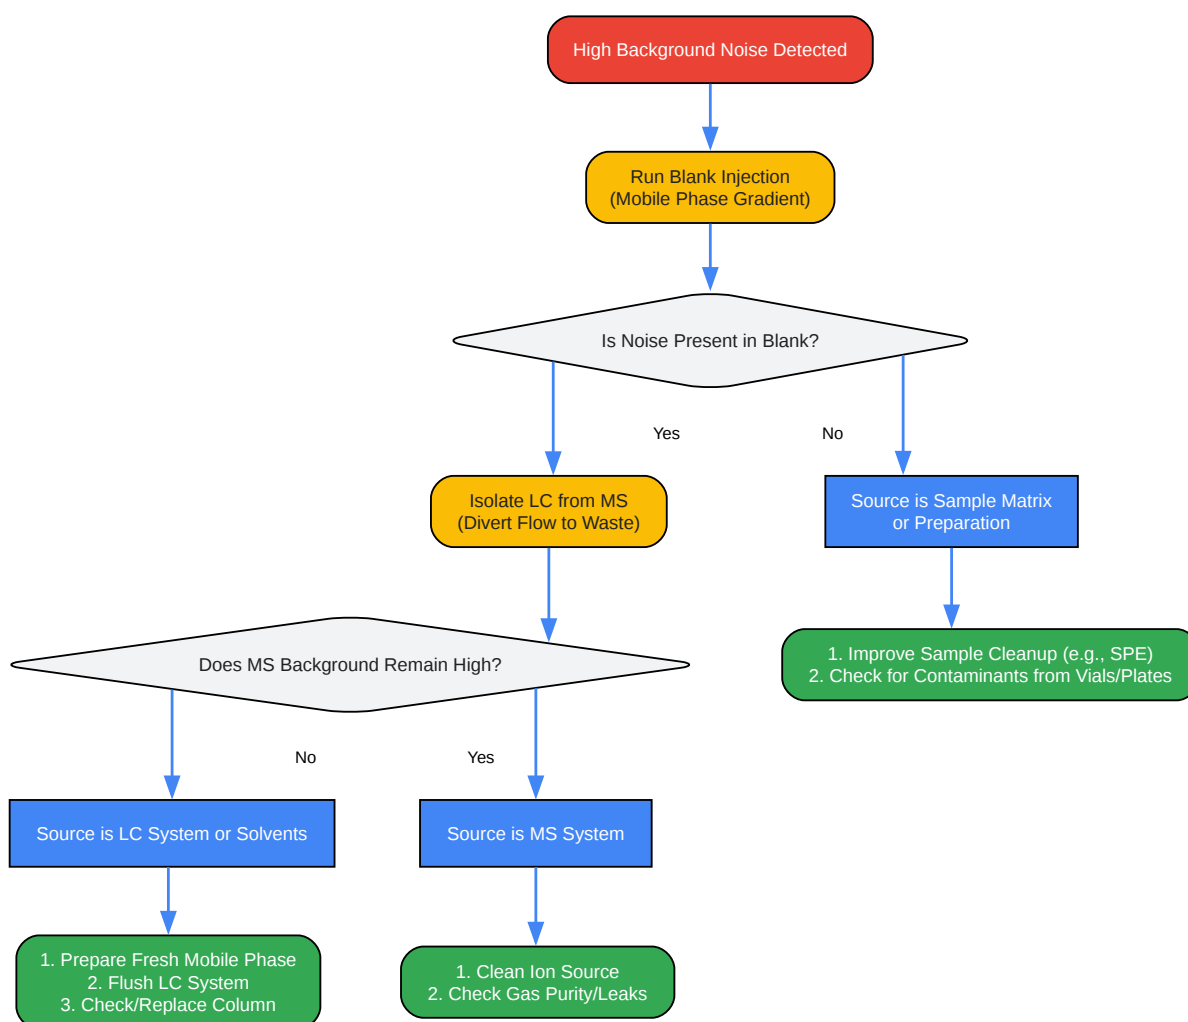 High Background Noise Detected
Run Blank Injection
(Mobile Phase Gradient)
Is Noise Present in Blank?
Yes
No
Isolate LC from MS
(Divert Flow to Waste)
Source is Sample Matrix
or Preparation
Does MS Background Remain High?
1. Improve Sample Cleanup (e.g., SPE)
2. Check for Contaminants from Vials/Plates
No
Yes
Source is LC System or Solvents
Source is MS System
1. Prepare Fresh Mobile Phase
2. Flush LC System
3. Check/Replace Column
1. Clean Ion Source
2. Check Gas Purity/Leaks